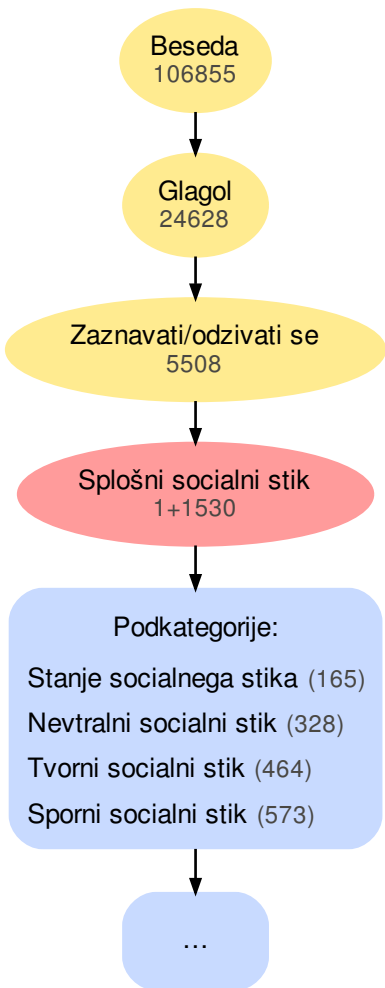 Beseda
106855
Glagol
24628
Zaznavati/odzivati se
5508
Splošni socialni stik
1+1530
Podkategorije:
Stanje socialnega stika (165)
Nevtralni socialni stik (328)
Tvorni socialni stik (464)
Sporni socialni stik (573)
...